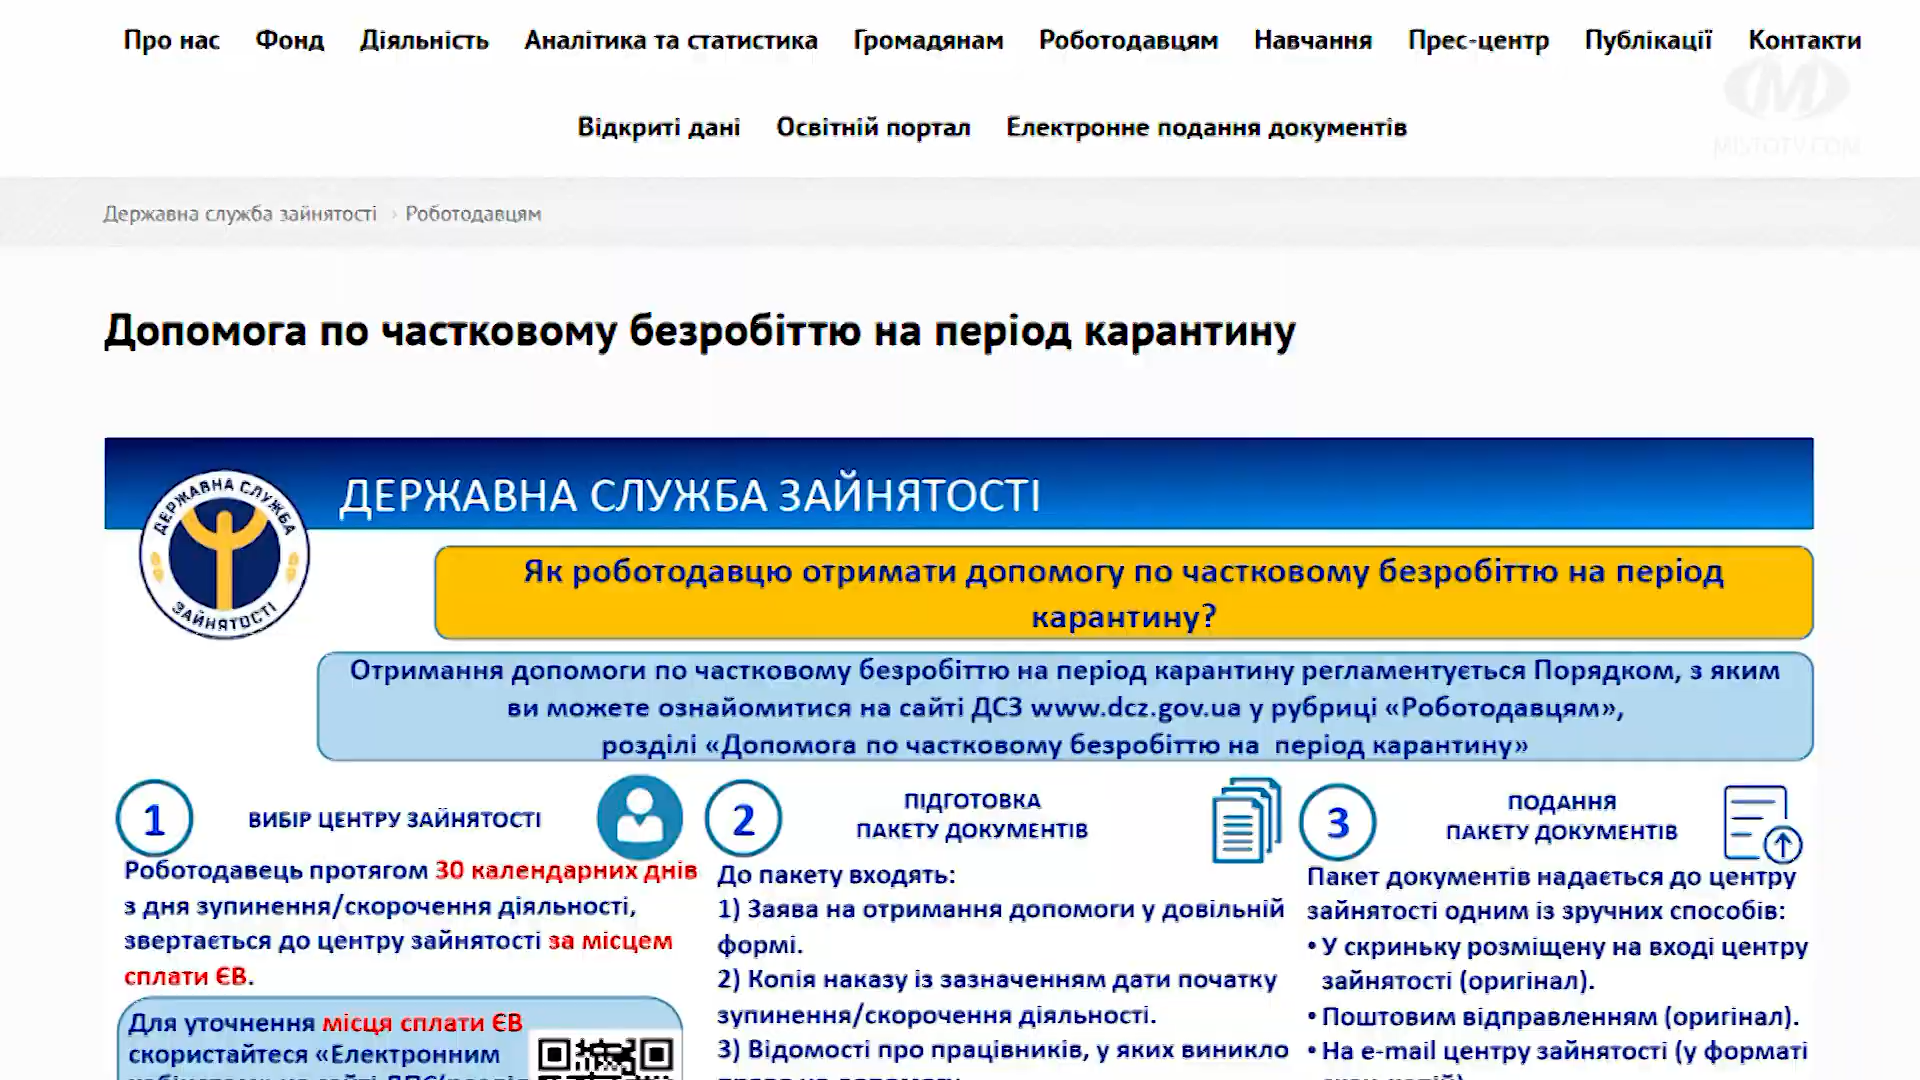 Про нас Фонд Діяльність Аналітика та статистика Громадянам Роботодавцям Навчання Прес-центр Публікації Контакти
Відкриті дані Освітній портал Електронне подання документів
MISTOTV.COM
Державна служба зайнятості › Роботодавцям
Допомога по частковому безробіттю на період карантину
ДЕРЖАВНА СЛУЖБА ЗАЙНЯТОСТІ
ДЕРЖАВНА СЛУЖБА
ЗАЙНЯТОСТІ
Як роботодавцю отримати допомогу по частковому безробіттю на період
карантину?
Отримання допомоги по частковому безробіттю на період карантину регламентується Порядком, з яким
ви можете ознайомитися на сайті ДСЗ www.dcz.gov.ua у рубриці «Роботодавцям»,
розділі «Допомога по частковому безробіттю на період карантину»
1 ВИБІР ЦЕНТРУ ЗАЙНЯТОСТІ
Роботодавець протягом 30 календарних днів
з дня зупинення/скорочення діяльності,
звертається до центру зайнятості за місцем
сплати ЄВ.
Для уточнення місця сплати ЄВ
скористайтеся «Електронним
2 ПІДГОТОВКА
ПАКЕТУ ДОКУМЕНТІВ
До пакету входять:
1) Заява на отримання допомоги у довільній
формі.
2) Копія наказу із зазначенням дати початку
зупинення/скорочення діяльності.
3) Відомості про працівників, у яких виникло
3 ПОДАННЯ
ПАКЕТУ ДОКУМЕНТІВ
Пакет документів надається до центру
зайнятості одним із зручних способів:
• У скриньку розміщену на вході центру
зайнятості (оригінал).
• Поштовим відправленням (оригінал).
• На e-mail центру зайнятості (у форматі